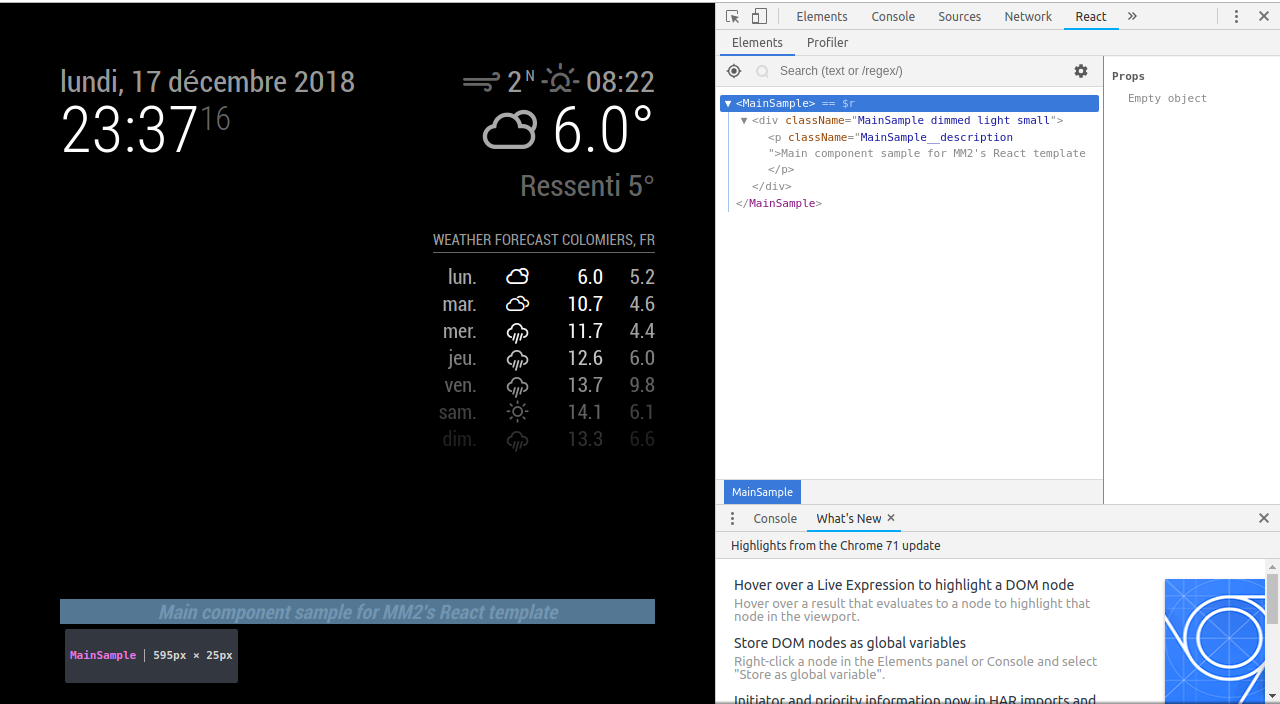 lundi, 17 décembre 2018
23:37 16
2 N 08:22
6.0°
Ressenti 5°
WEATHER FORECAST COLOMIERS, FR
lun. 6.0 5.2
mar. 10.7 4.6
mer. 11.7 4.4
jeu. 12.6 6.0
ven. 13.7 9.8
sam. 14.1 6.1
dim. 13.3 6.6
Main component sample for MM2's React template
MainSample | 595px × 25px
Elements Console Sources Network React »
Elements Profiler
Search (text or /regex/)
<MainSample> == $r
<div className="MainSample dimmed light small">
<p className="MainSample__description
">Main component sample for MM2's React template
</p>
</div>
</MainSample>
MainSample
Props
Empty object
Console What's New ×
Highlights from the Chrome 71 update
Hover over a Live Expression to highlight a DOM node
Hover over a result that evaluates to a node to highlight that
node in the viewport.
Store DOM nodes as global variables
Right-click a node in the Elements panel or Console and select
"Store as global variable".
Initiator and priority information now in HAR imports and